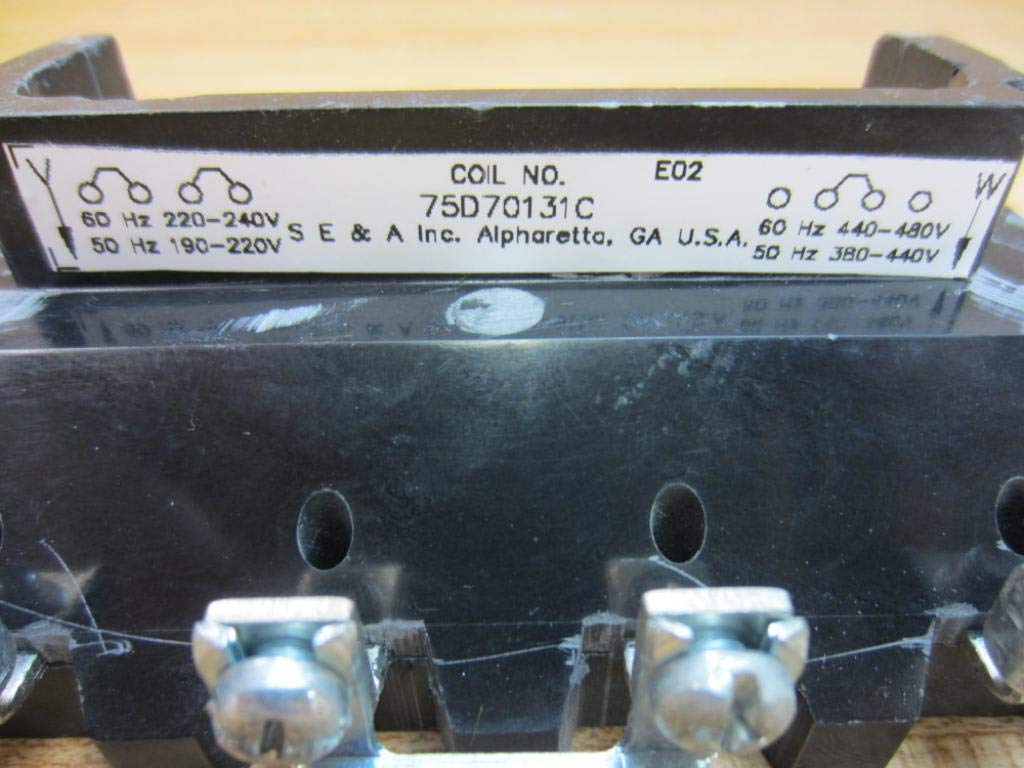 Y
60 Hz 220-240V
50 Hz 190-220V
COIL NO.
E02
75D70131C
S E & A Inc. Alpharetta, GA U.S.A.
W
60 Hz 440-480V
50 Hz 380-440V